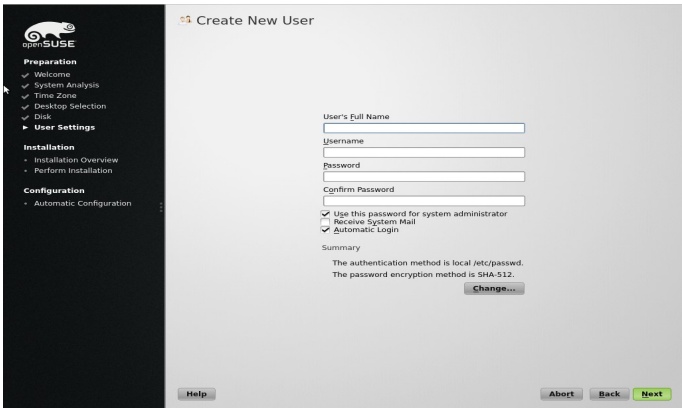 openSUSE
Preparation
Welcome
System Analysis
Time Zone
Desktop Selection
Disk
User Settings
Installation
Installation Overview
Perform Installation
Configuration
Automatic Configuration
Create New User
User's Full Name
Username
Password
Confirm Password
Use this password for system administrator
Receive System Mail
Automatic Login
Summary
The authentication method is local /etc/passwd.
The password encryption method is SHA-512.
Change...
Help
Abort
Back
Next